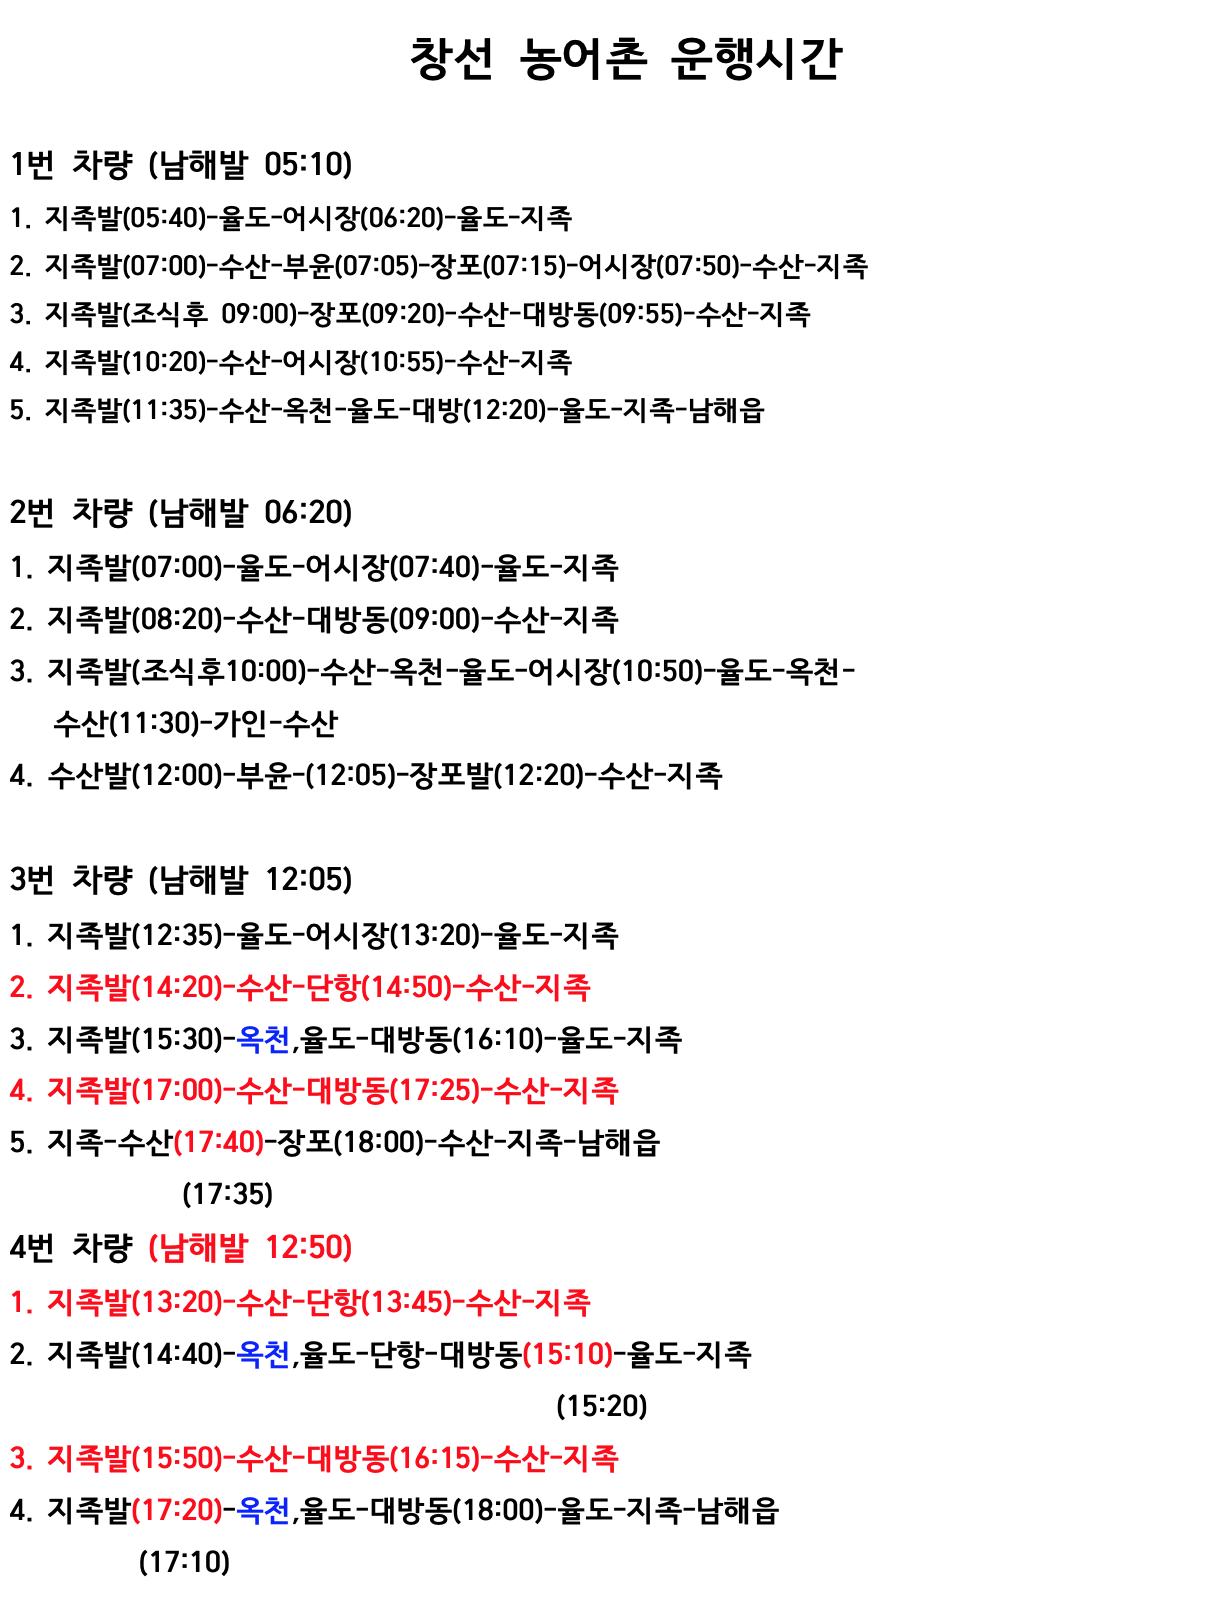 창선 농어촌 운행시간
1번 차량 (남해발 05:10)
1. 지족발(05:40)-율도-어시장(06:20)-율도-지족
2. 지족발(07:00)-수산-부윤(07:05)-장포(07:15)-어시장(07:50)-수산-지족
3. 지족발(조식후 09:00)-장포(09:20)-수산-대방동(09:55)-수산-지족
4. 지족발(10:20)-수산-어시장(10:55)-수산-지족
5. 지족발(11:35)-수산-옥천-율도-대방(12:20)-율도-지족-남해읍
2번 차량 (남해발 06:20)
1. 지족발(07:00)-율도-어시장(07:40)-율도-지족
2. 지족발(08:20)-수산-대방동(09:00)-수산-지족
3. 지족발(조식후10:00)-수산-옥천-율도-어시장(10:50)-율도-옥천-
수산(11:30)-가인-수산
4. 수산발(12:00)-부윤-(12:05)-장포발(12:20)-수산-지족
3번 차량 (남해발 12:05)
1. 지족발(12:35)-율도-어시장(13:20)-율도-지족
2. 지족발(14:20)-수산-단항(14:50)-수산-지족
3. 지족발(15:30)-옥천,율도-대방동(16:10)-율도-지족
4. 지족발(17:00)-수산-대방동(17:25)-수산-지족
5. 지족-수산(17:40)-장포(18:00)-수산-지족-남해읍
(17:35)
4번 차량 (남해발 12:50)
1. 지족발(13:20)-수산-단항(13:45)-수산-지족
2. 지족발(14:40)-옥천,율도-단항-대방동(15:10)-율도-지족
(15:20)
3. 지족발(15:50)-수산-대방동(16:15)-수산-지족
4. 지족발(17:20)-옥천,율도-대방동(18:00)-율도-지족-남해읍
(17:10)